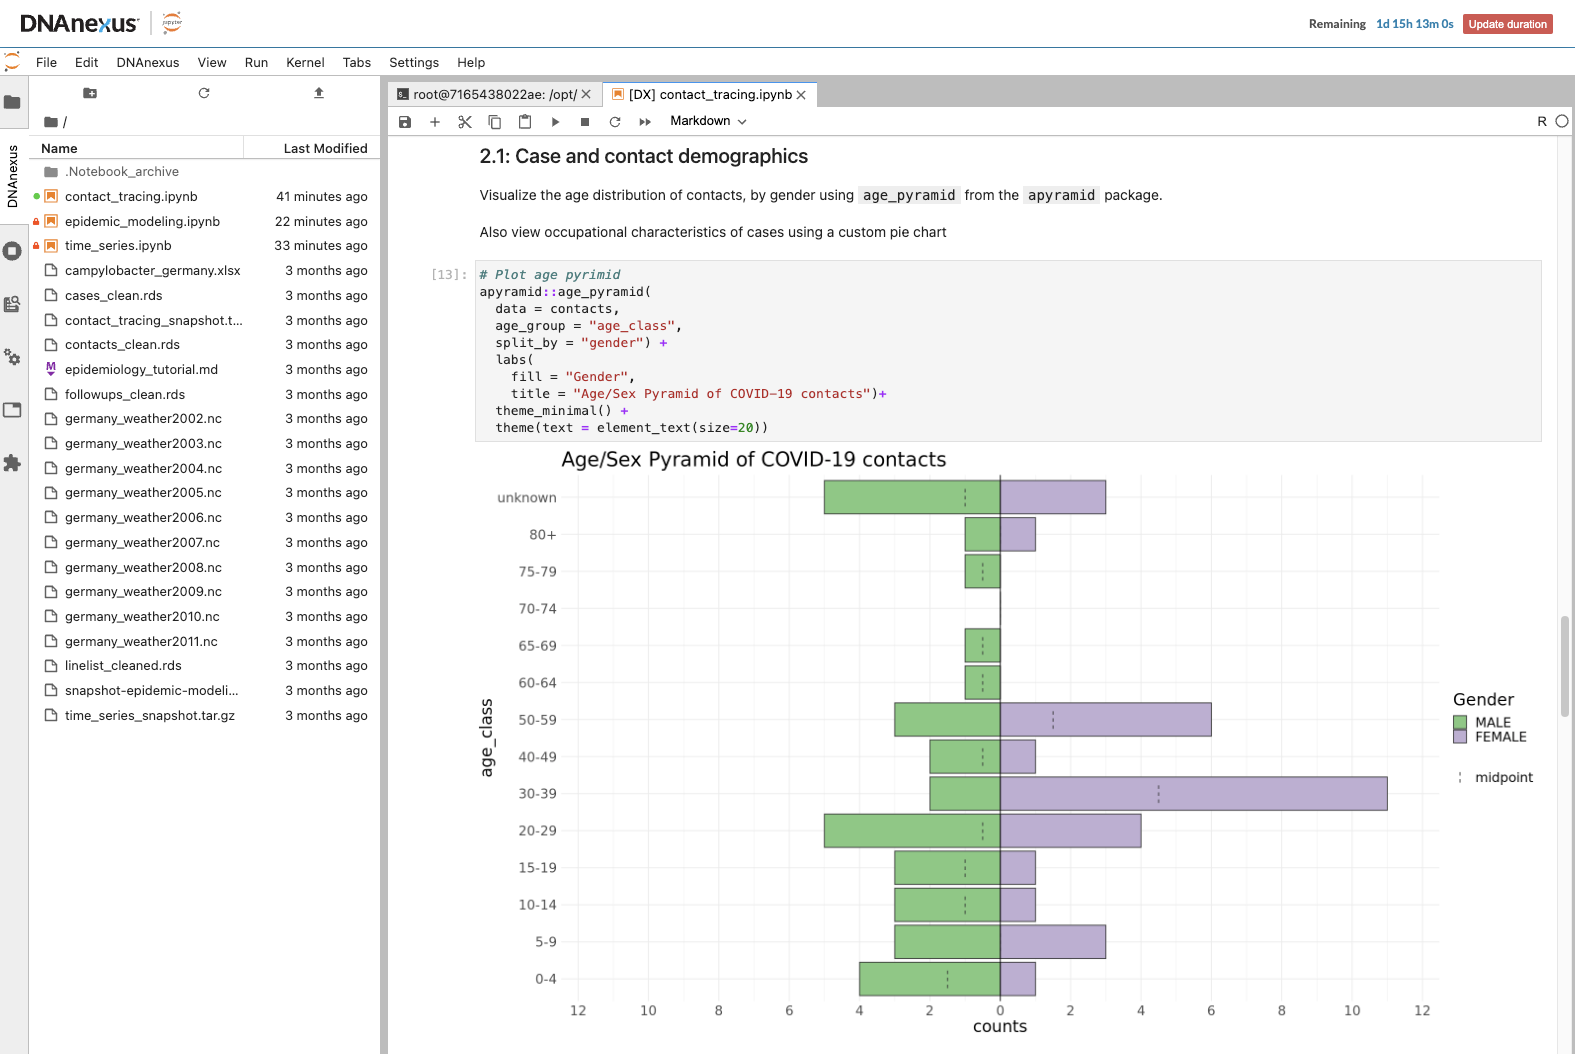 DNAnexus
jupyter
Remaining 1d 15h 13m 0s Update duration
File Edit DNAnexus View Run Kernel Tabs Settings Help
DNAnexus
/
Name Last Modified
.Notebook_archive
contact_tracing.ipynb 41 minutes ago
epidemic_modeling.ipynb 22 minutes ago
time_series.ipynb 33 minutes ago
campylobacter_germany.xlsx 3 months ago
cases_clean.rds 3 months ago
contact_tracing_snapshot.t... 3 months ago
contacts_clean.rds 3 months ago
M epidemiology_tutorial.md 3 months ago
followups_clean.rds 3 months ago
germany_weather2002.nc 3 months ago
germany_weather2003.nc 3 months ago
germany_weather2004.nc 3 months ago
germany_weather2005.nc 3 months ago
germany_weather2006.nc 3 months ago
germany_weather2007.nc 3 months ago
germany_weather2008.nc 3 months ago
germany_weather2009.nc 3 months ago
germany_weather2010.nc 3 months ago
germany_weather2011.nc 3 months ago
linelist_cleaned.rds 3 months ago
snapshot-epidemic-modeli... 3 months ago
time_series_snapshot.tar.gz 3 months ago
root@7165438022ae: /opt/
[DX] contact_tracing.ipynb
Markdown
R
2.1: Case and contact demographics
Visualize the age distribution of contacts, by gender using age_pyramid from the apyramid package.
Also view occupational characteristics of cases using a custom pie chart
[13]:
# Plot age pyrimid
apyramid::age_pyramid(
data = contacts,
age_group = "age_class",
split_by = "gender") +
labs(
fill = "Gender",
title = "Age/Sex Pyramid of COVID-19 contacts")+
theme_minimal() +
theme(text = element_text(size=20))
Age/Sex Pyramid of COVID-19 contacts
age_class
unknown
80+
75-79
70-74
65-69
60-64
50-59
40-49
30-39
20-29
15-19
10-14
5-9
0-4
12 10 8 6 4 2 0 2 4 6 8 10 12
counts
Gender
MALE
FEMALE
midpoint